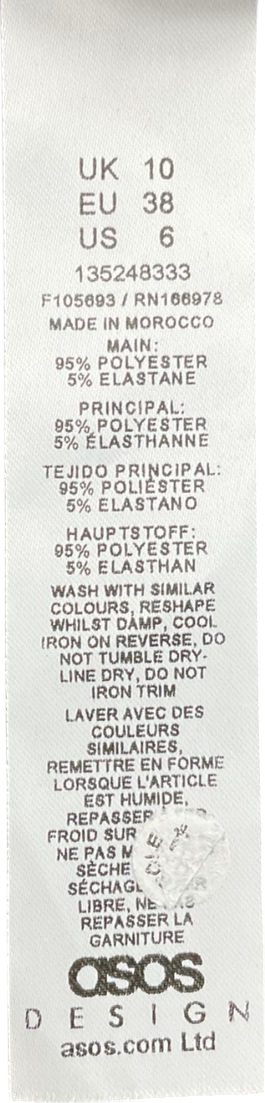 UK 10
EU 38
US 6
135248333
F105693 / RN166978
MADE IN MOROCCO
MAIN:
95% POLYESTER
5% ELASTANE
PRINCIPAL:
95% POLYESTER
5% ÉLASTHANNE
TEJIDO PRINCIPAL:
95% POLIÉSTER
5% ELASTANO
HAUPTSTOFF:
95% POLYESTER
5% ELASTHAN
WASH WITH SIMILAR
COLOURS, RESHAPE
WHILST DAMP, COOL
IRON ON REVERSE, DO
NOT TUMBLE DRY-
LINE DRY, DO NOT
IRON TRIM
LAVER AVEC DES
COULEURS
SIMILAIRES,
REMETTRE EN FORME
LORSQUE L'ARTICLE
EST HUMIDE,
REPASSER
FROID SUR
NE PAS
LIBRE,
REPASSER LA
GARNITURE
asos
DESIGN
asos.com Ltd